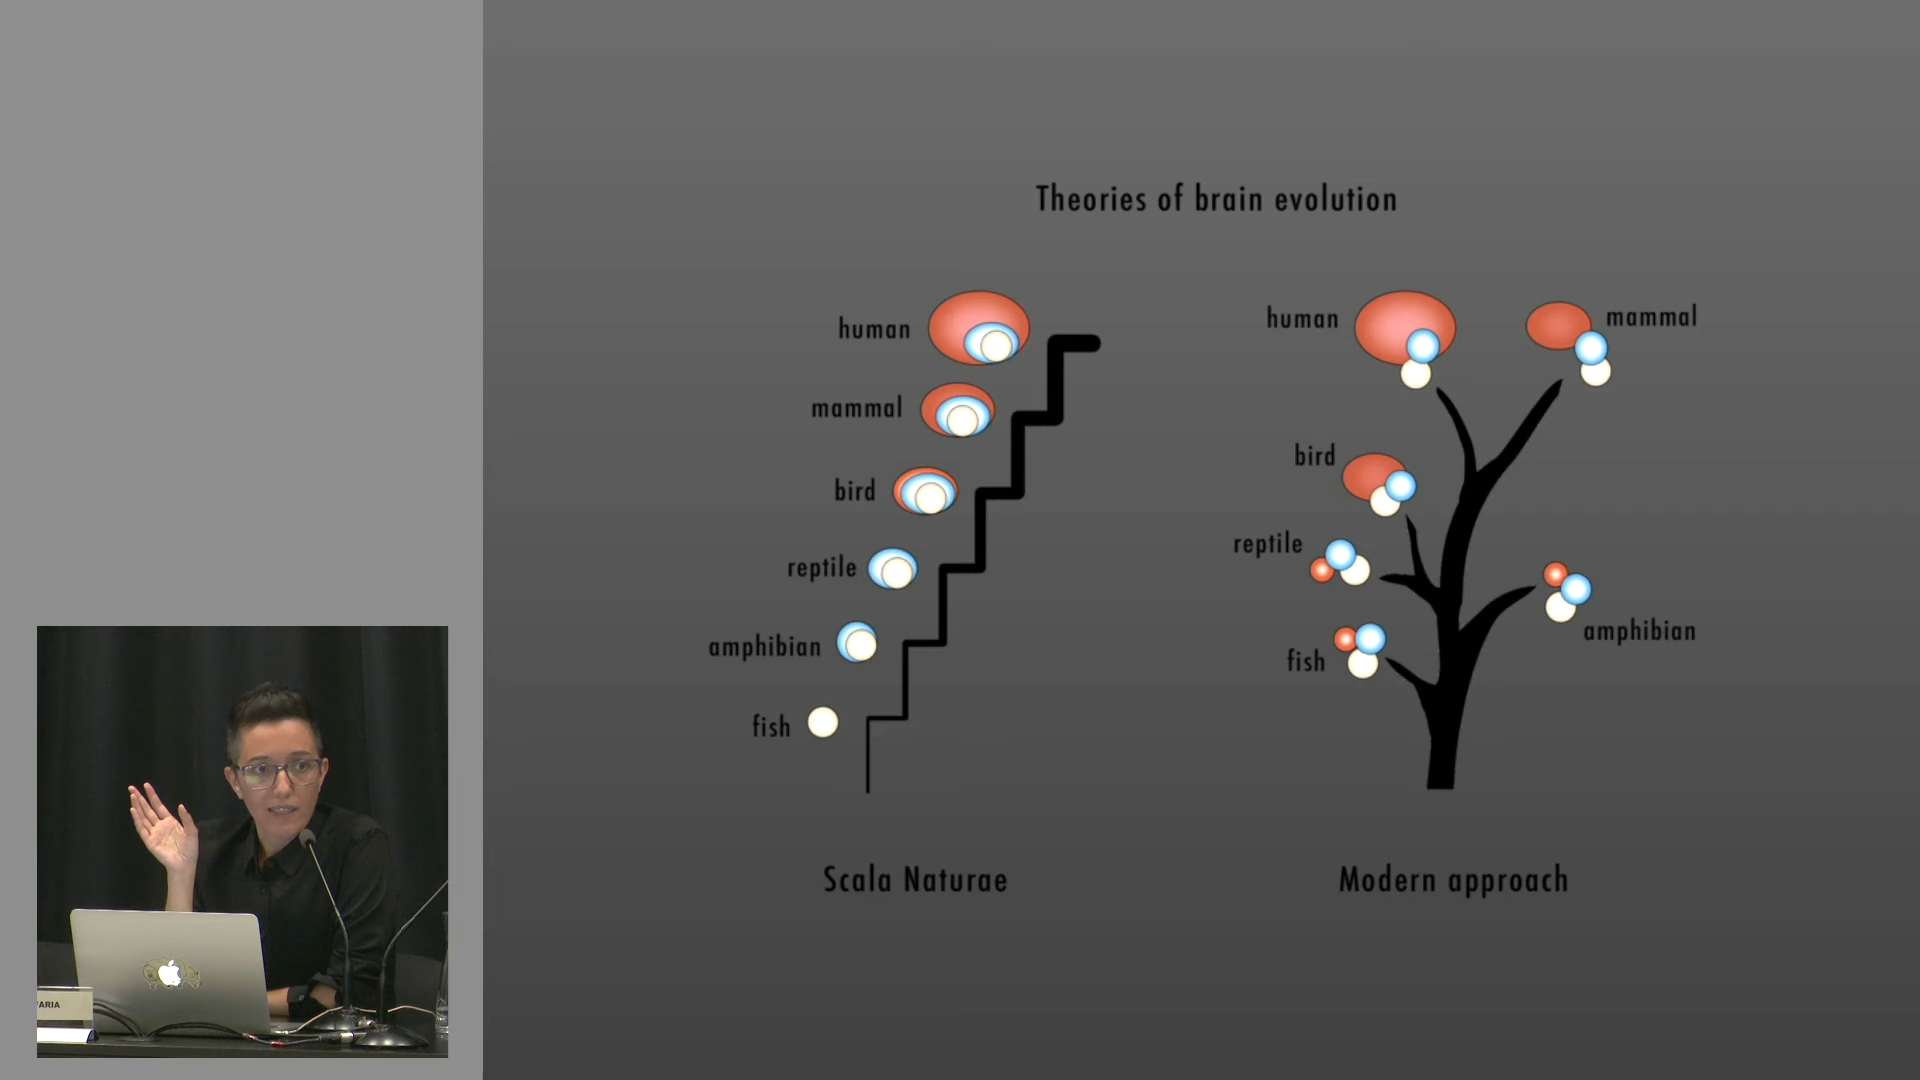 Theories of brain evolution
human
mammal
bird
reptile
amphibian
fish
Scala Naturae
human
mammal
bird
reptile
amphibian
fish
Modern approach